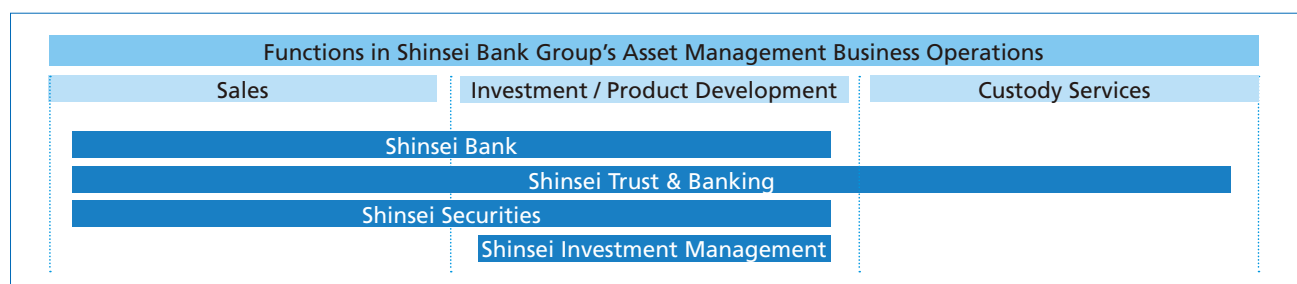 Functions in Shinsei Bank Group's Asset Management Business Operations
Sales
Investment / Product Development
Custody Services
Shinsei Bank
Shinsei Trust & Banking
Shinsei Securities
Shinsei Investment Management